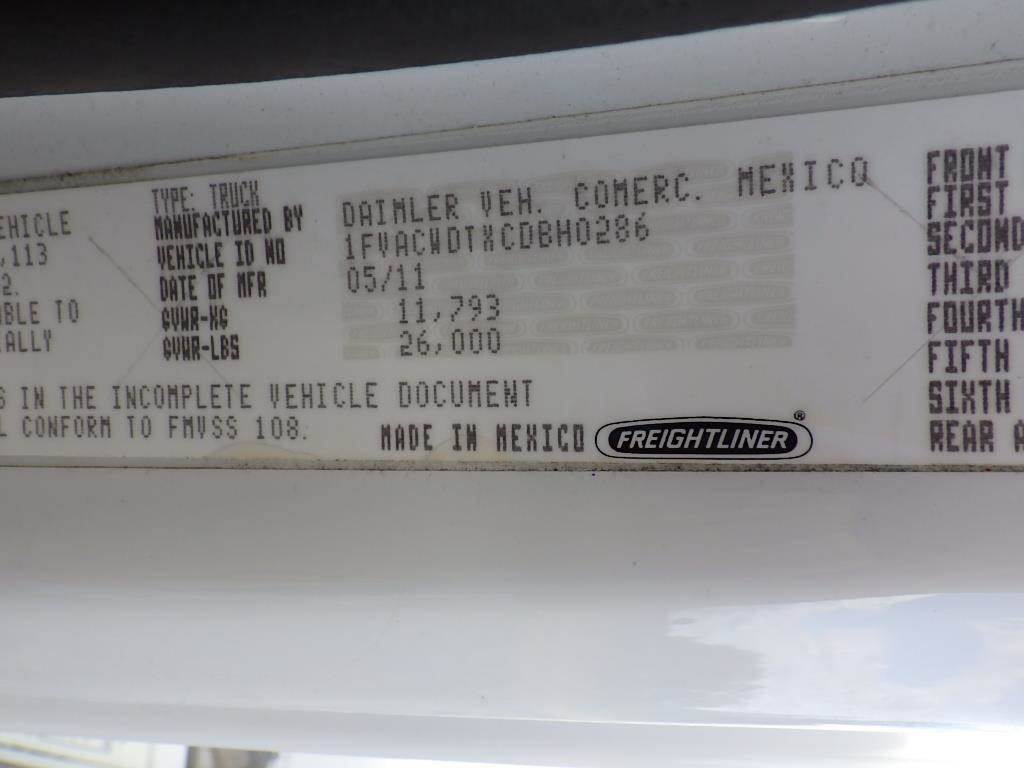 EHICLE
,113
2.
BLE TO
IALLY
TYPE: TRUCK
MANUFACTURED BY DAIMLER VEH. COMERC. MEXICO
VEHICLE ID NO 1FVACWDTXCDBH0286
DATE OF MFR 05/11
GVWR-KG 11,793
GVWR-LBS 26,000
S IN THE INCOMPLETE VEHICLE DOCUMENT
L CONFORM TO FMVSS 108.
MADE IN MEXICO FREIGHTLINER®
FRONT
FIRST
SECOND
THIRD
FOURTH
FIFTH
SIXTH
REAR A